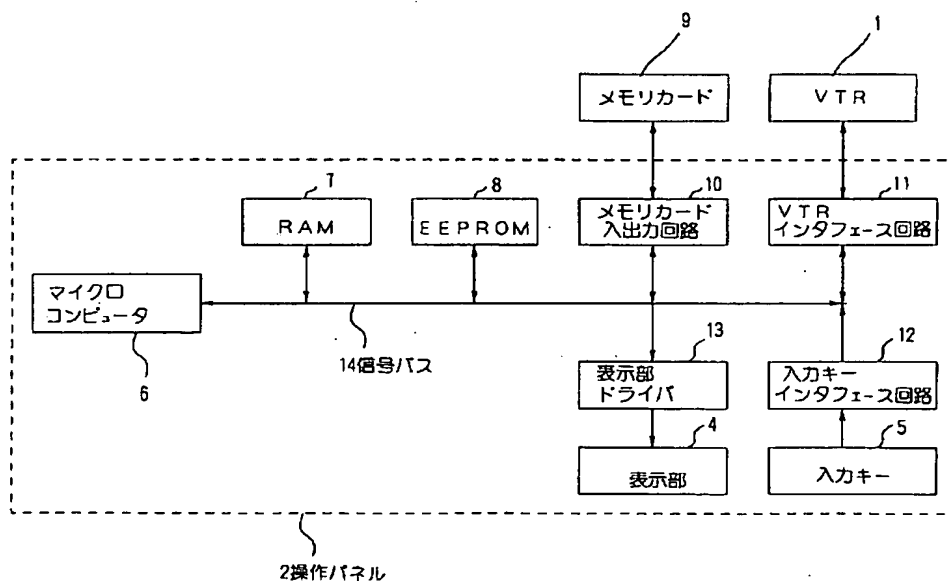 9
1
メモリカード
VTR
7
8
10
11
RAM
EEPROM
メモリカード
入出力回路
VTR
インタフェース回路
マイクロ
コンピュータ
6
14信号バス
13
12
表示部
ドライバ
入力キー
インタフェース回路
4
5
表示部
入力キー
2操作パネル